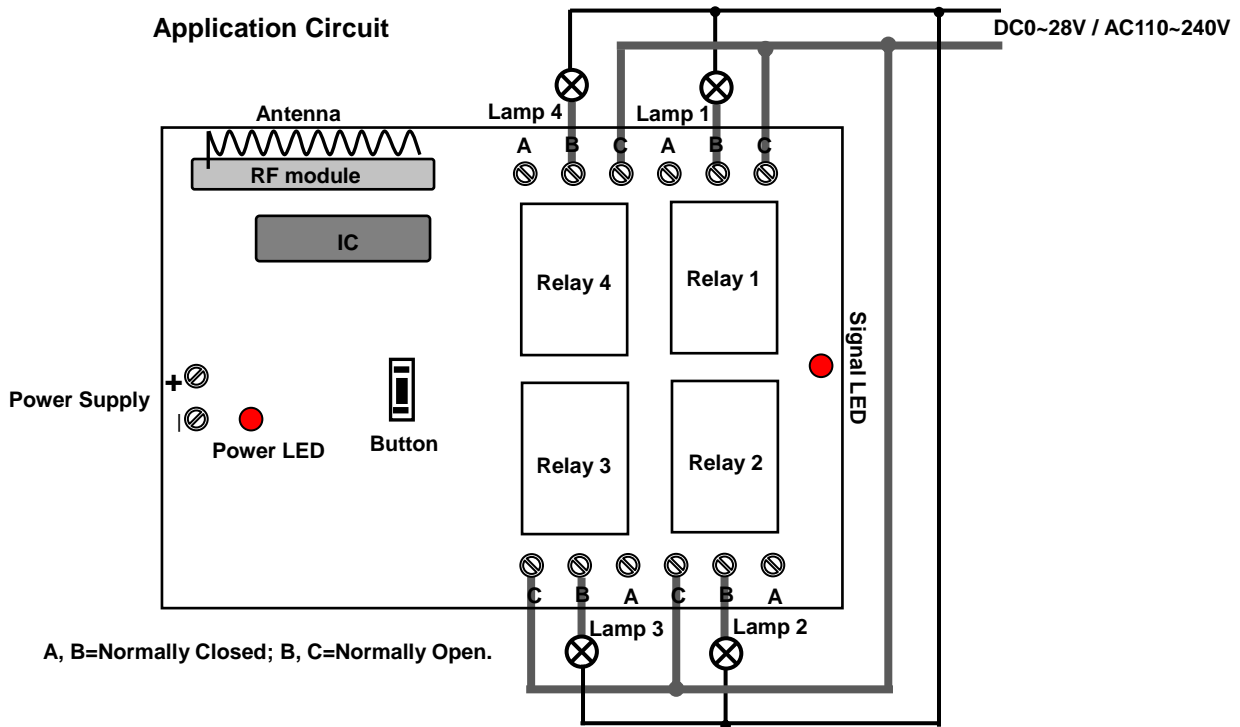 Application Circuit
DC0~28V / AC110~240V
Antenna
Lamp 4
Lamp 1
A B C A B C
RF module
IC
Relay 4
Relay 1
Signal LED
+
Power Supply
|
Power LED
Button
Relay 3
Relay 2
C B A C B A
Lamp 3
Lamp 2
A, B=Normally Closed; B, C=Normally Open.